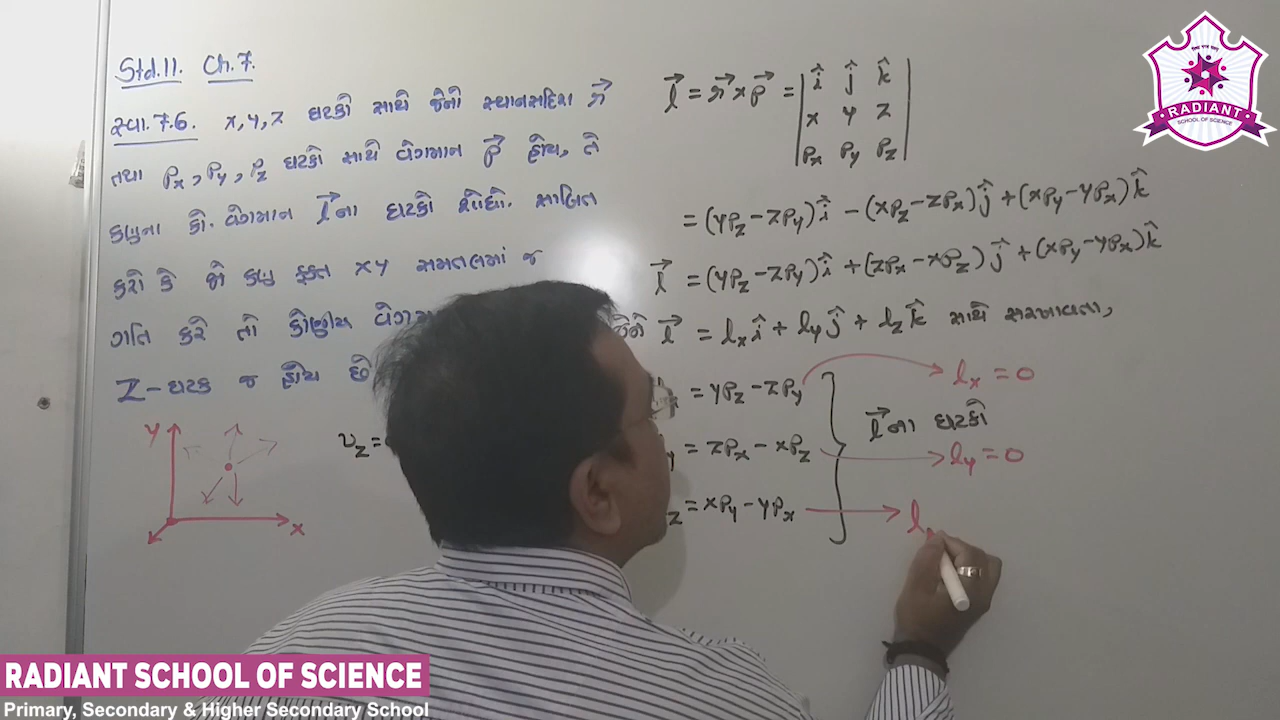 Std.11. Ch.7.
સ્વા.7.6. x,y,z ઘટકો સાથે જેનો સ્થાનસદિશ r⃗
તથા Px, Py, Pz ઘટકો સાથે વેગમાન P⃗ હોય, તે
કણના કો. વેગમાન l⃗ના ઘટકો શોધો. સાબિત
કરો કે જો કણ ફક્ત xy સમતલમાં જ
ગતિ કરે તો કોણીય
Z-ઘટક જ હોય
y
x
υz=
l⃗ = r⃗ × P⃗ = | î ĵ k̂ |
| x y z |
| Px Py Pz |
= (yPz − zPy) î − (xPz − zPx) ĵ + (xPy − yPx) k̂
l⃗ = (yPz − zPy) î + (zPx − xPz) ĵ + (xPy − yPx) k̂
l⃗ = lx î + ly ĵ + lz k̂ સાથે સરખાવતા,
= yPz − zPy
lx = 0
l⃗ના ઘટકો
y = zPx − xPz
ly = 0
z = xPy − yPx
l
RADIANT
SCHOOL OF SCIENCE
RADIANT SCHOOL OF SCIENCE
Primary, Secondary & Higher Secondary School